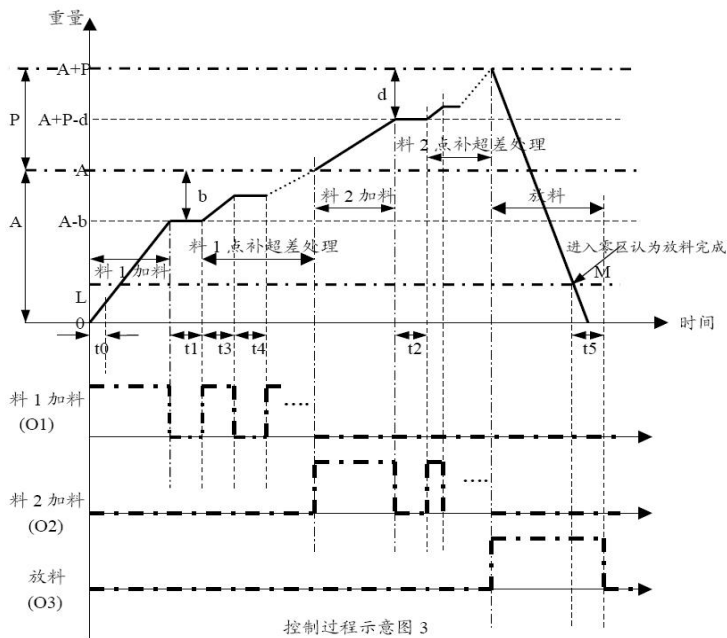 重量
A+P
P
d
A+P-d
料 2 点补超差处理
A
b
料 2 加料
放料
A
A-b
料 1 点补超差处理
进入零区认为放料完成
料 1 加料
M
L
0
时间
t0
t1
t3
t4
t2
t5
料 1 加料
(O1)
料 2 加料
(O2)
放料
(O3)
控制过程示意图 3